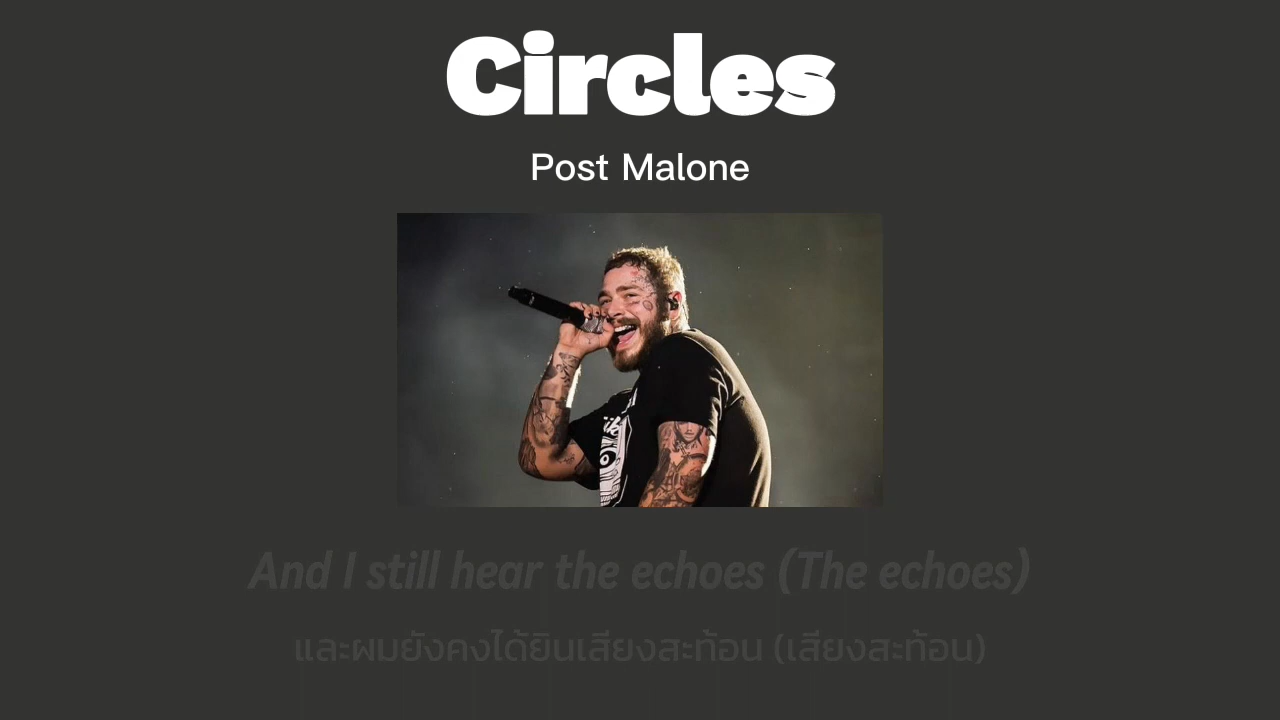 Circles
Post Malone
And I still hear the echoes (The echoes)
และผมยังคงได้ยินเสียงสะท้อน (เสียงสะท้อน)